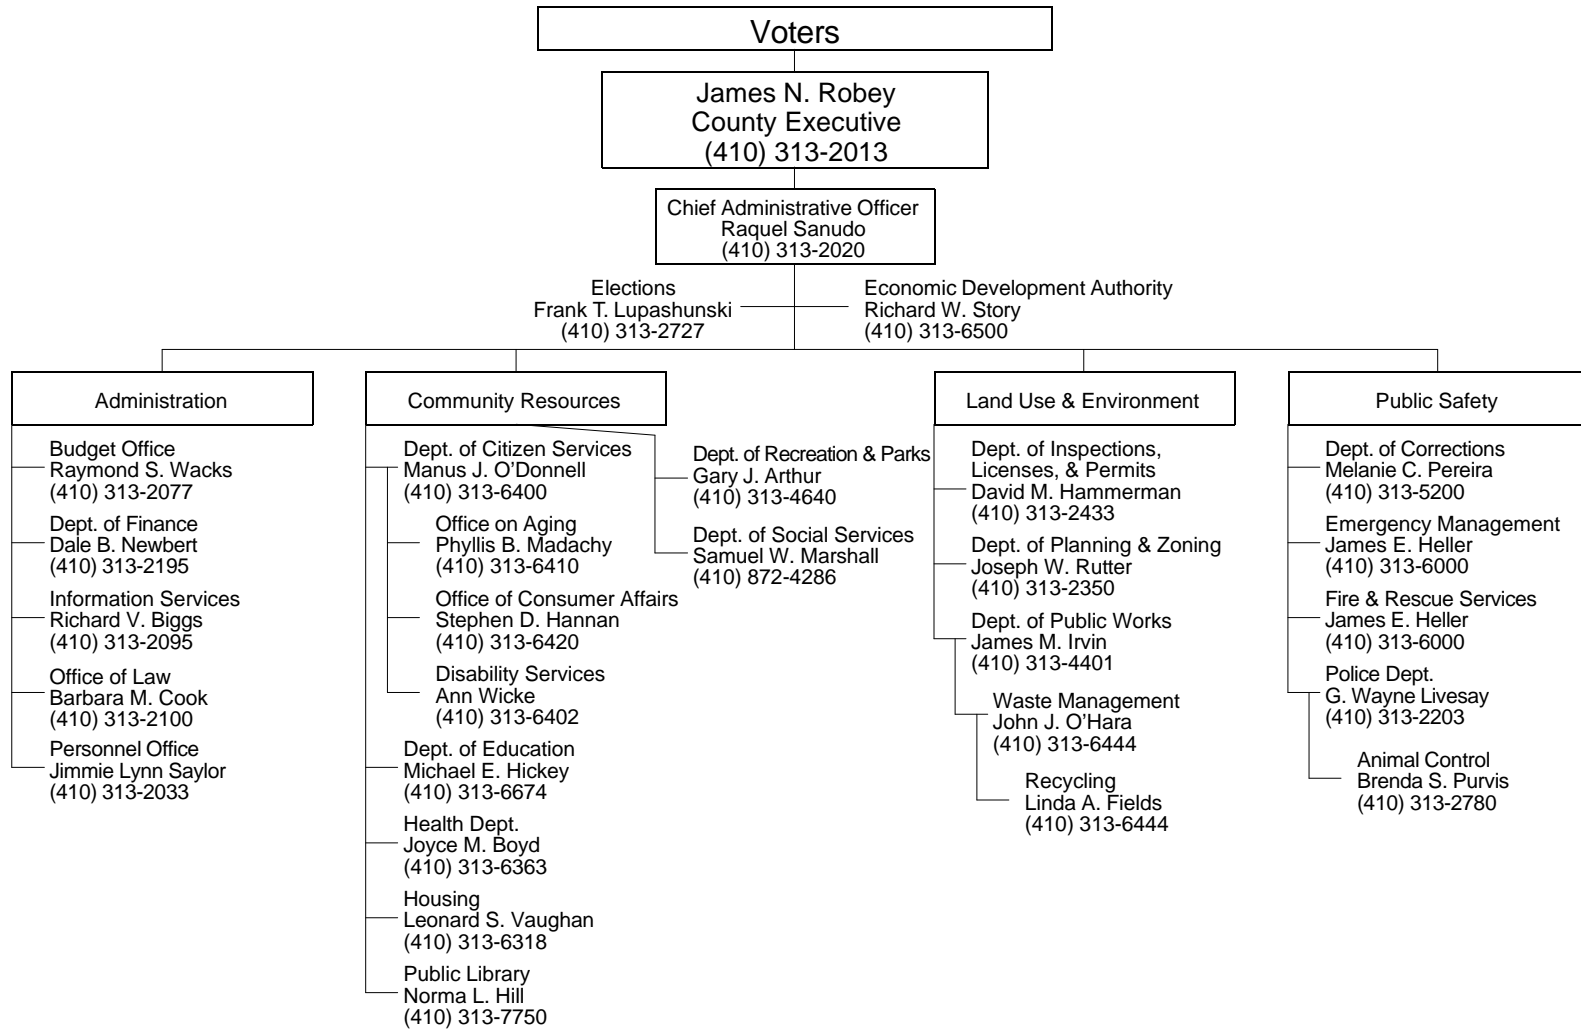 Voters
James N. Robey
County Executive
(410) 313-2013
Chief Administrative Officer
Raquel Sanudo
(410) 313-2020
Elections
Frank T. Lupashunski
(410) 313-2727
Economic Development Authority
Richard W. Story
(410) 313-6500
Administration
Budget Office
Raymond S. Wacks
(410) 313-2077
Dept. of Finance
Dale B. Newbert
(410) 313-2195
Information Services
Richard V. Biggs
(410) 313-2095
Office of Law
Barbara M. Cook
(410) 313-2100
Personnel Office
Jimmie Lynn Saylor
(410) 313-2033
Community Resources
Dept. of Citizen Services
Manus J. O'Donnell
(410) 313-6400
Office on Aging
Phyllis B. Madachy
(410) 313-6410
Office of Consumer Affairs
Stephen D. Hannan
(410) 313-6420
Disability Services
Ann Wicke
(410) 313-6402
Dept. of Education
Michael E. Hickey
(410) 313-6674
Health Dept.
Joyce M. Boyd
(410) 313-6363
Housing
Leonard S. Vaughan
(410) 313-6318
Public Library
Norma L. Hill
(410) 313-7750
Dept. of Recreation & Parks
Gary J. Arthur
(410) 313-4640
Dept. of Social Services
Samuel W. Marshall
(410) 872-4286
Land Use & Environment
Dept. of Inspections,
Licenses, & Permits
David M. Hammerman
(410) 313-2433
Dept. of Planning & Zoning
Joseph W. Rutter
(410) 313-2350
Dept. of Public Works
James M. Irvin
(410) 313-4401
Waste Management
John J. O'Hara
(410) 313-6444
Recycling
Linda A. Fields
(410) 313-6444
Public Safety
Dept. of Corrections
Melanie C. Pereira
(410) 313-5200
Emergency Management
James E. Heller
(410) 313-6000
Fire & Rescue Services
James E. Heller
(410) 313-6000
Police Dept.
G. Wayne Livesay
(410) 313-2203
Animal Control
Brenda S. Purvis
(410) 313-2780